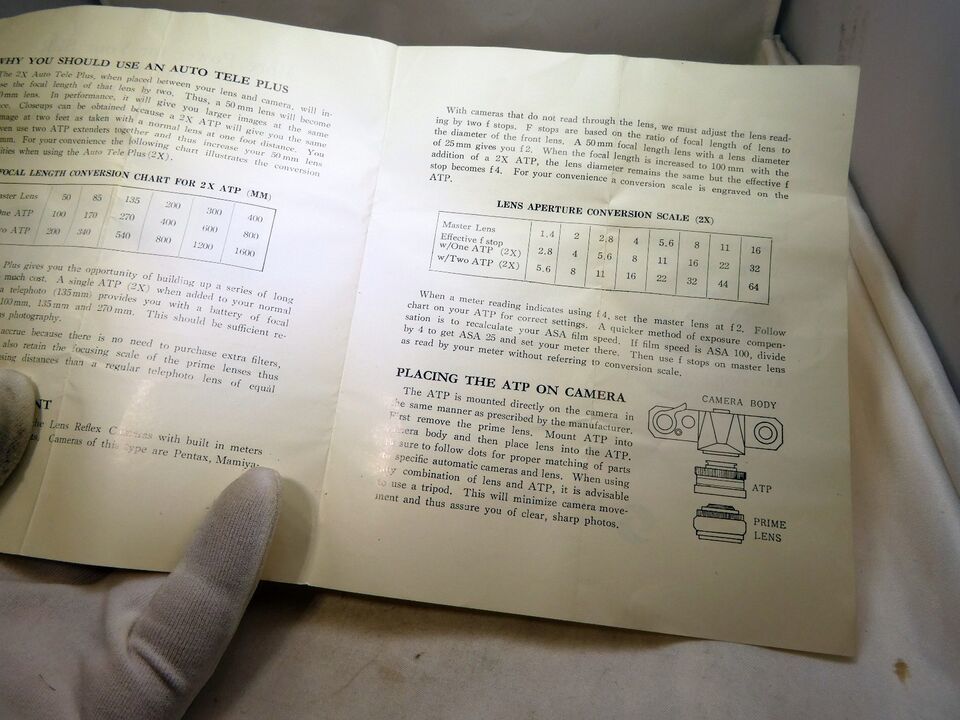 WHY YOU SHOULD USE AN AUTO TELE PLUS
The 2X Auto Tele Plus, when placed between your lens and camera, will in-
se the focal length of that lens by two. Thus, a 50 mm lens will become
0mm lens. In performance, it will give you larger images at the same
ce. Closeups can be obtained because a 2X ATP will give you the same
mage at two feet as taken with a normal lens at one foot distance. You
ven use two ATP extenders together and thus increase your 50mm lens
mm. For your convenience the following chart illustrates the conversion
ities when using the Auto Tele Plus (2X).
FOCAL LENGTH CONVERSION CHART FOR 2X ATP (MM)
aster Lens 50 85 135 200 300 400
One ATP 100 170 270 400 600 800
wo ATP 200 340 540 800 1200 1600
Plus gives you the opportunity of building up a series of long
much cost. A single ATP (2X) when added to your normal
a telephoto (135mm) provides you with a battery of focal
100mm, 135mm and 270mm. This should be sufficient re-
s photography.
accrue because there is no need to purchase extra filters,
also retain the focusing scale of the prime lenses thus
sing distances than a regular telephoto lens of equal
NT
he Lens Reflex Cameras with built in meters
s. Cameras of this type are Pentax, Mamiya,
With cameras that do not read through the lens, we must adjust the lens read-
ing by two f stops. F stops are based on the ratio of focal length of lens to
the diameter of the front lens. A 50mm focal length lens with a lens diameter
of 25mm gives you f2. When the focal length is increased to 100mm with the
addition of a 2X ATP, the lens diameter remains the same but the effective f
stop becomes f4. For your convenience a conversion scale is engraved on the
ATP.
LENS APERTURE CONVERSION SCALE (2X)
Master Lens 1.4 2 2.8 4 5.6 8 11 16
Effective f stop
w/One ATP (2X) 2.8 4 5.6 8 11 16 22 32
w/Two ATP (2X) 5.6 8 11 16 22 32 44 64
When a meter reading indicates using f4, set the master lens at f2. Follow
chart on your ATP for correct settings. A quicker method of exposure compen-
sation is to recalculate your ASA film speed. If film speed is ASA 100, divide
by 4 to get ASA 25 and set your meter there. Then use f stops on master lens
as read by your meter without referring to conversion scale.
PLACING THE ATP ON CAMERA
The ATP is mounted directly on the camera in
he same manner as prescribed by the manufacturer.
First remove the prime lens. Mount ATP into
mera body and then place lens into the ATP.
sure to follow dots for proper matching of parts
specific automatic cameras and lens. When using
y combination of lens and ATP, it is advisable
to use a tripod. This will minimize camera move-
ment and thus assure you of clear, sharp photos.
CAMERA BODY
ATP
PRIME
LENS